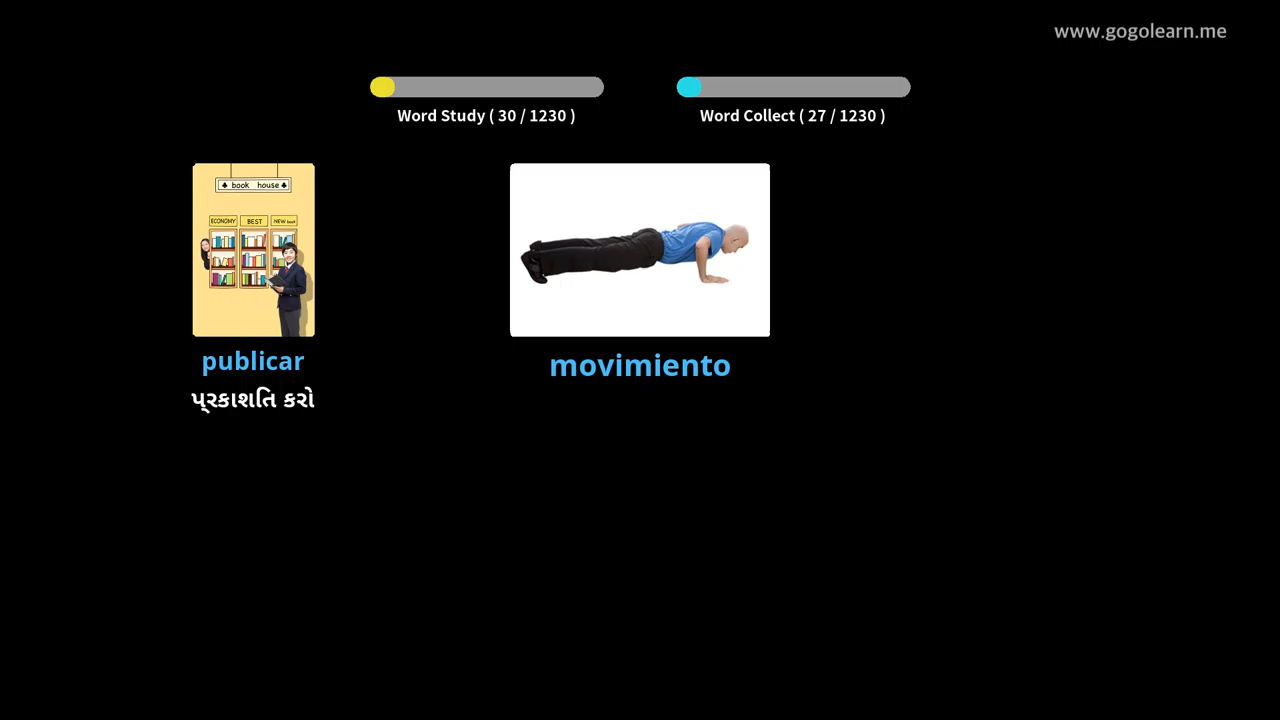 www.gogolearn.me
Word Study ( 30 / 1230 )
Word Collect ( 27 / 1230 )
book house
ECONOMY BEST NEW book
publicar
પ્રકાશતિ કરો
movimiento